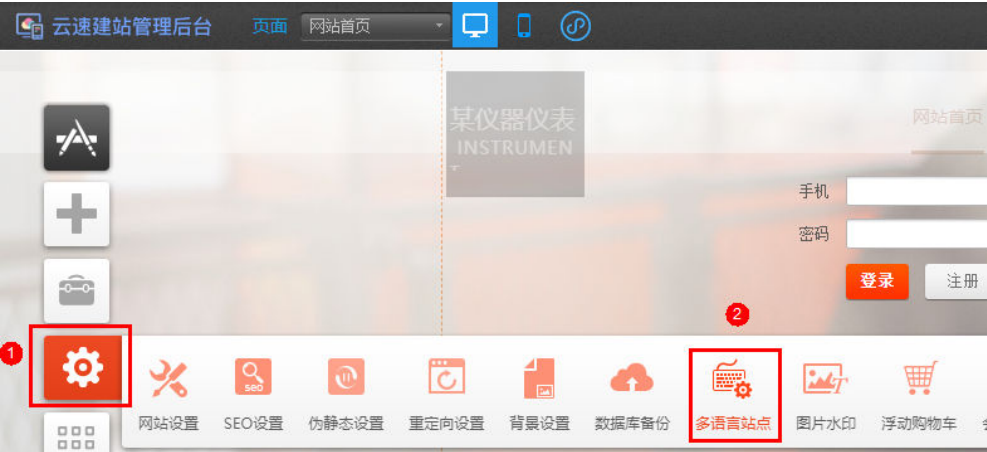 云速建站管理后台 页面 网站首页
某仪器仪表
INSTRUMEN
网站首页
手机
密码
登录 注册
2
1
seo
网站设置 SEO设置 伪静态设置 重定向设置 背景设置 数据库备份 多语言站点 图片水印 浮动购物车